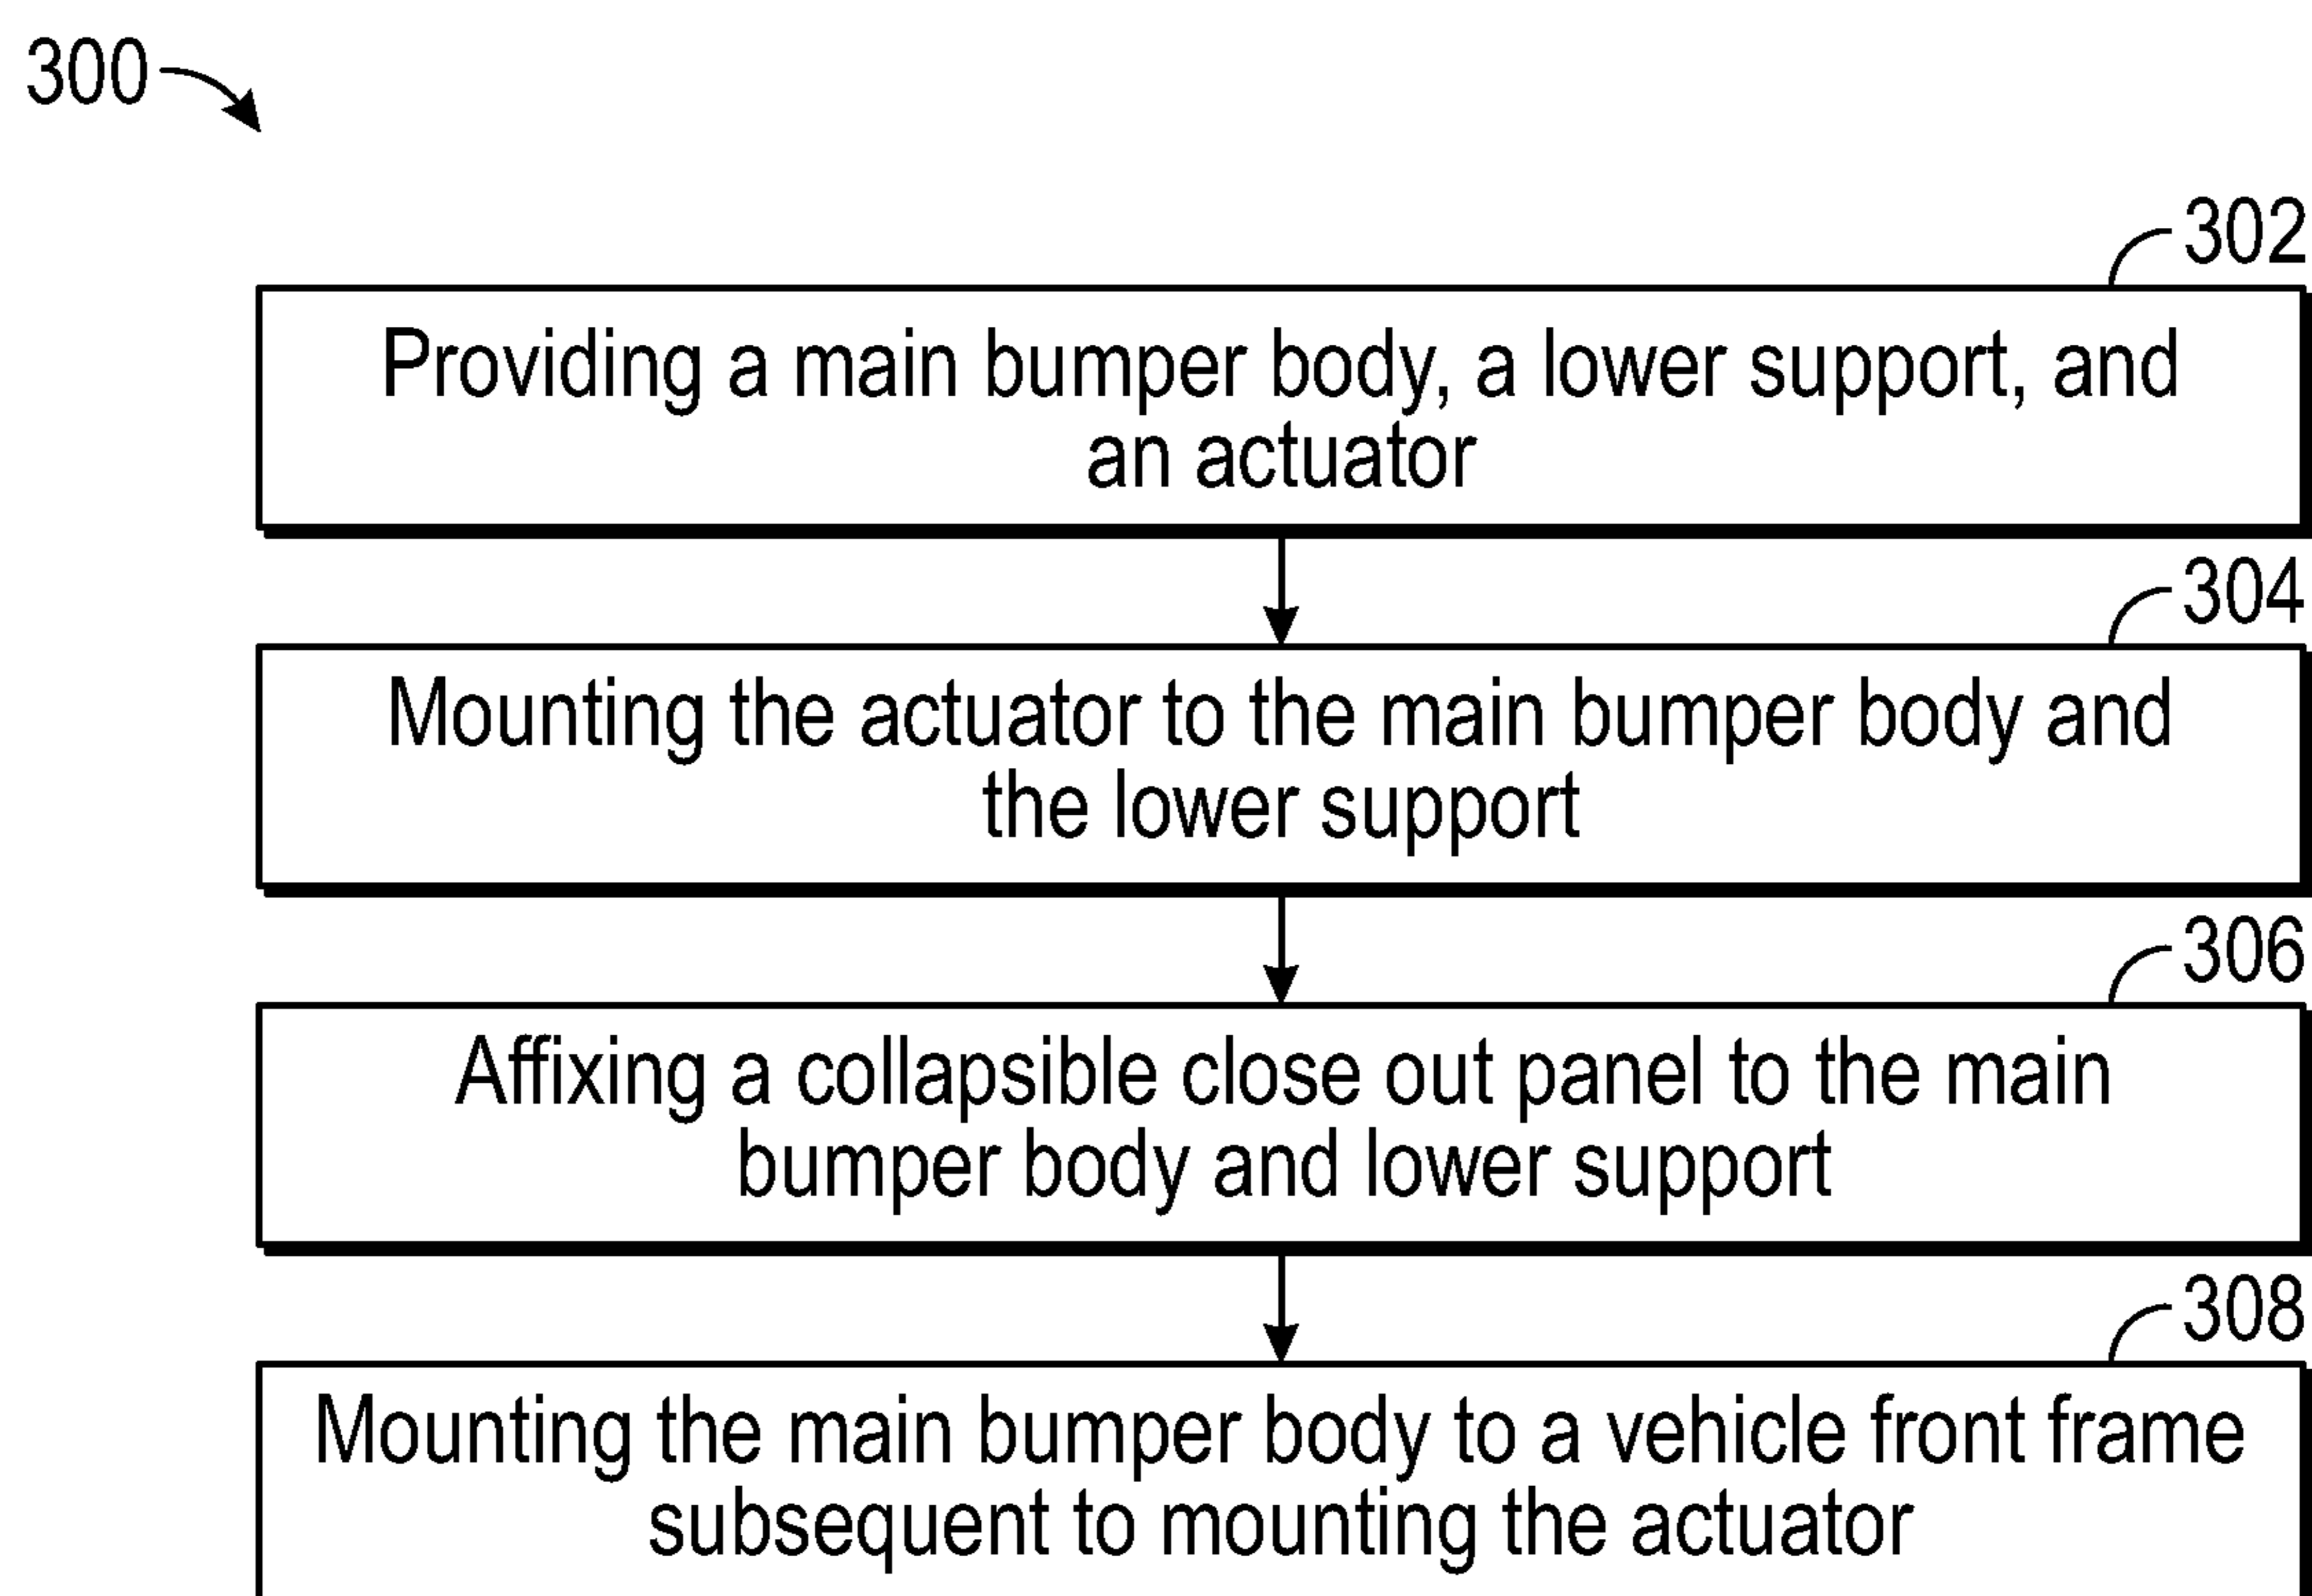 300
302
Providing a main bumper body, a lower support, and
an actuator
304
Mounting the actuator to the main bumper body and
the lower support
306
Affixing a collapsible close out panel to the main
bumper body and lower support
308
Mounting the main bumper body to a vehicle front frame
subsequent to mounting the actuator